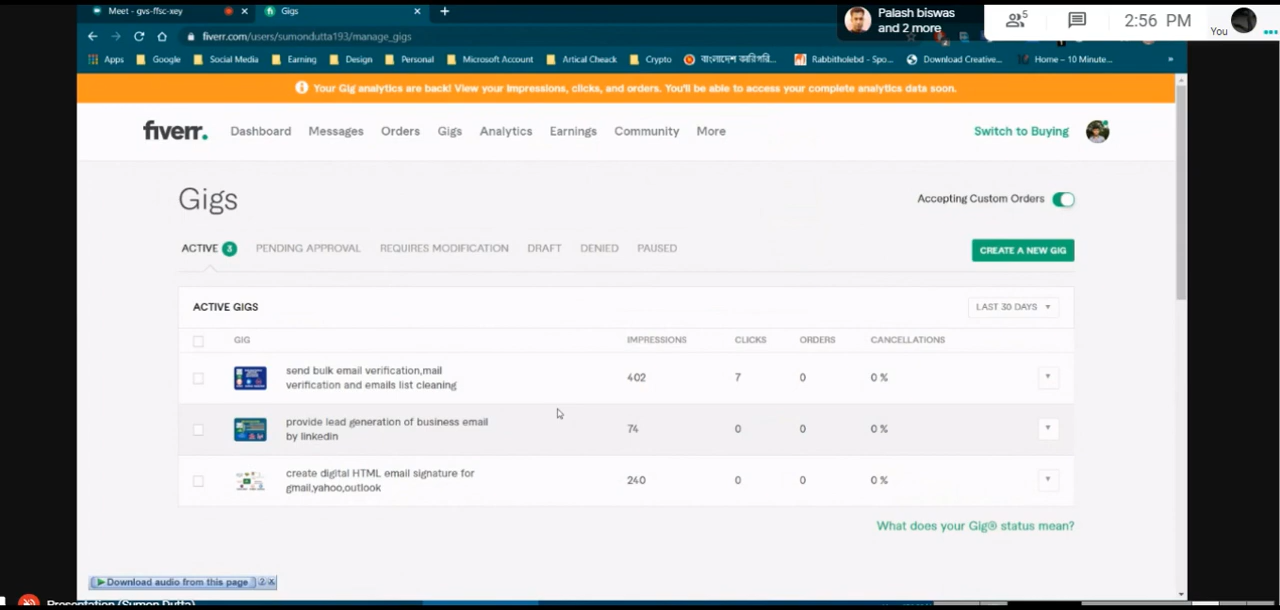 Meet - gvs-ffsc-xey
Gigs
Palash biswas
and 2 more
5
2:56 PM
You
fiverr.com/users/sumondutta193/manage_gigs
Apps Google Social Media Earning Design Personal Microsoft Account Artical Cheack Crypto বাংলাদেশ কারিগরি... Rabbitholebd - Spo... Download Creative... Home – 10 Minute...
Your Gig analytics are back! View your impressions, clicks, and orders. You'll be able to access your complete analytics data soon.
fiverr. Dashboard Messages Orders Gigs Analytics Earnings Community More Switch to Buying
Gigs
Accepting Custom Orders
ACTIVE 3 PENDING APPROVAL REQUIRES MODIFICATION DRAFT DENIED PAUSED
CREATE A NEW GIG
ACTIVE GIGS
LAST 30 DAYS
GIG IMPRESSIONS CLICKS ORDERS CANCELLATIONS
send bulk email verification,mail
verification and emails list cleaning
402 7 0 0 %
provide lead generation of business email
by linkedin
74 0 0 0 %
create digital HTML email signature for
gmail,yahoo,outlook
240 0 0 0 %
What does your Gig® status mean?
Download audio from this page ? X
Presentation (Sumon Dutta)